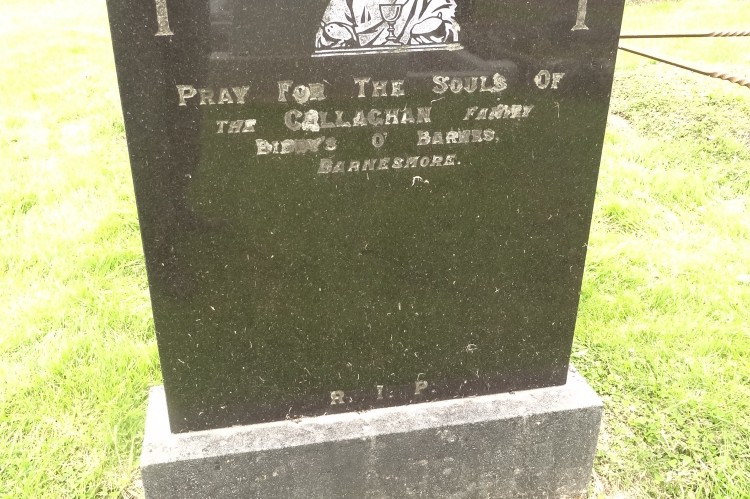 PRAY FOR THE SOULS OF
THE CALLAGHAN FAMILY
BIDDY'S O' BARNES,
BARNESMORE.
R. I. P.